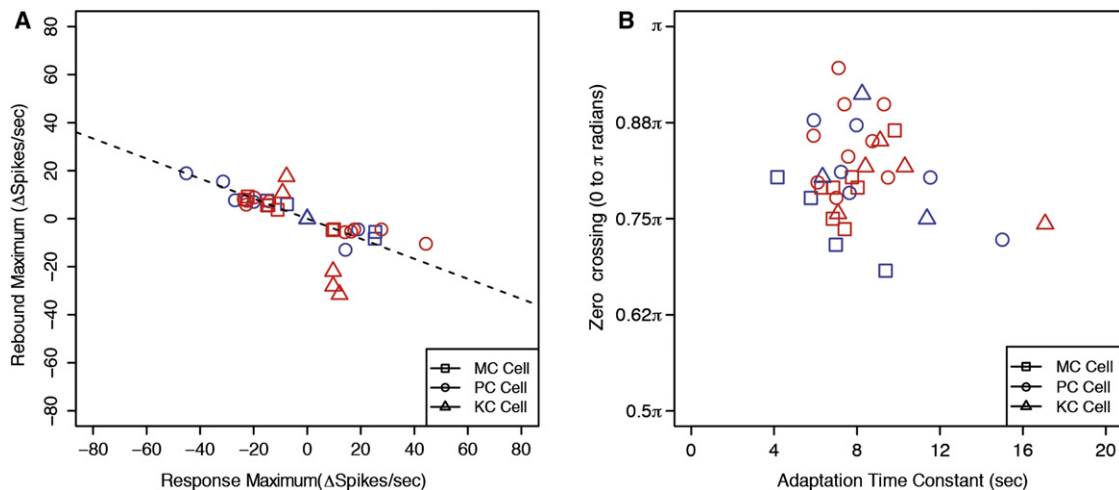 A
Rebound Maximum (ΔSpikes/sec)
80
60
40
20
0
−20
−40
−60
−80
−80 −60 −40 −20 0 20 40 60 80
Response Maximum(ΔSpikes/sec)
MC Cell
PC Cell
KC Cell
B
Zero crossing (0 to π radians)
π
0.88π
0.75π
0.62π
0.5π
4 8 12 16 20
Adaptation Time Constant (sec)
MC Cell
PC Cell
KC Cell